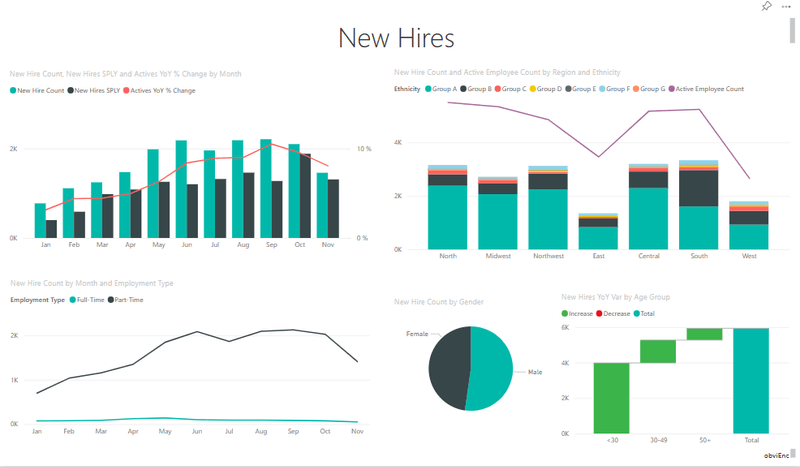 New Hires
New Hire Count, New Hires SPLY and Actives YoY % Change by Month
New Hire Count New Hires SPLY Actives YoY % Change
2K
0K
10 %
0 %
Jan Feb Mar Apr May Jun Jul Aug Sep Oct Nov
New Hire Count and Active Employee Count by Region and Ethnicity
Ethnicity Group A Group B Group C Group D Group E Group F Group G Active Employee Count
4K
2K
0K
North Midwest Northwest East Central South West
New Hire Count by Month and Employment Type
Employment Type Full-Time Part-Time
2K
1K
0K
Jan Feb Mar Apr May Jun Jul Aug Sep Oct Nov
New Hire Count by Gender
Female
Male
New Hires YoY Var by Age Group
Increase Decrease Total
6K
4K
2K
0K
<30 30-49 50+ Total
obviEnc